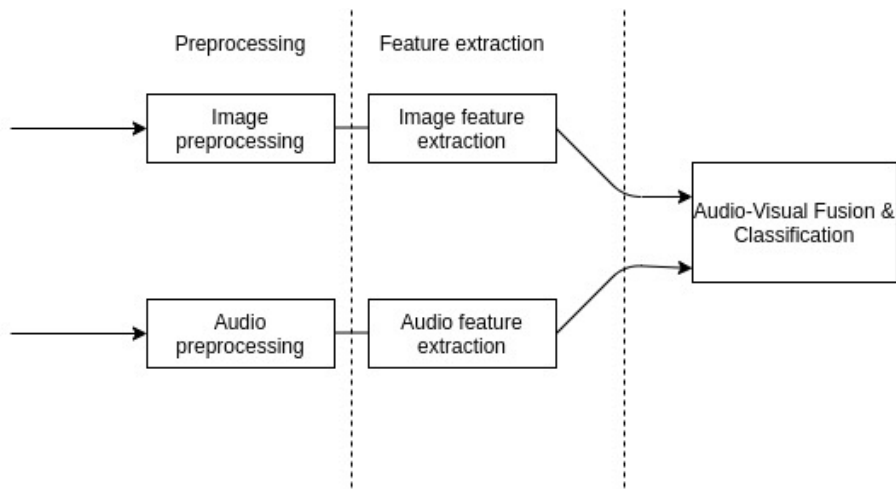 Preprocessing
Feature extraction
Image
preprocessing
Image feature
extraction
Audio-Visual Fusion &
Classification
Audio
preprocessing
Audio feature
extraction